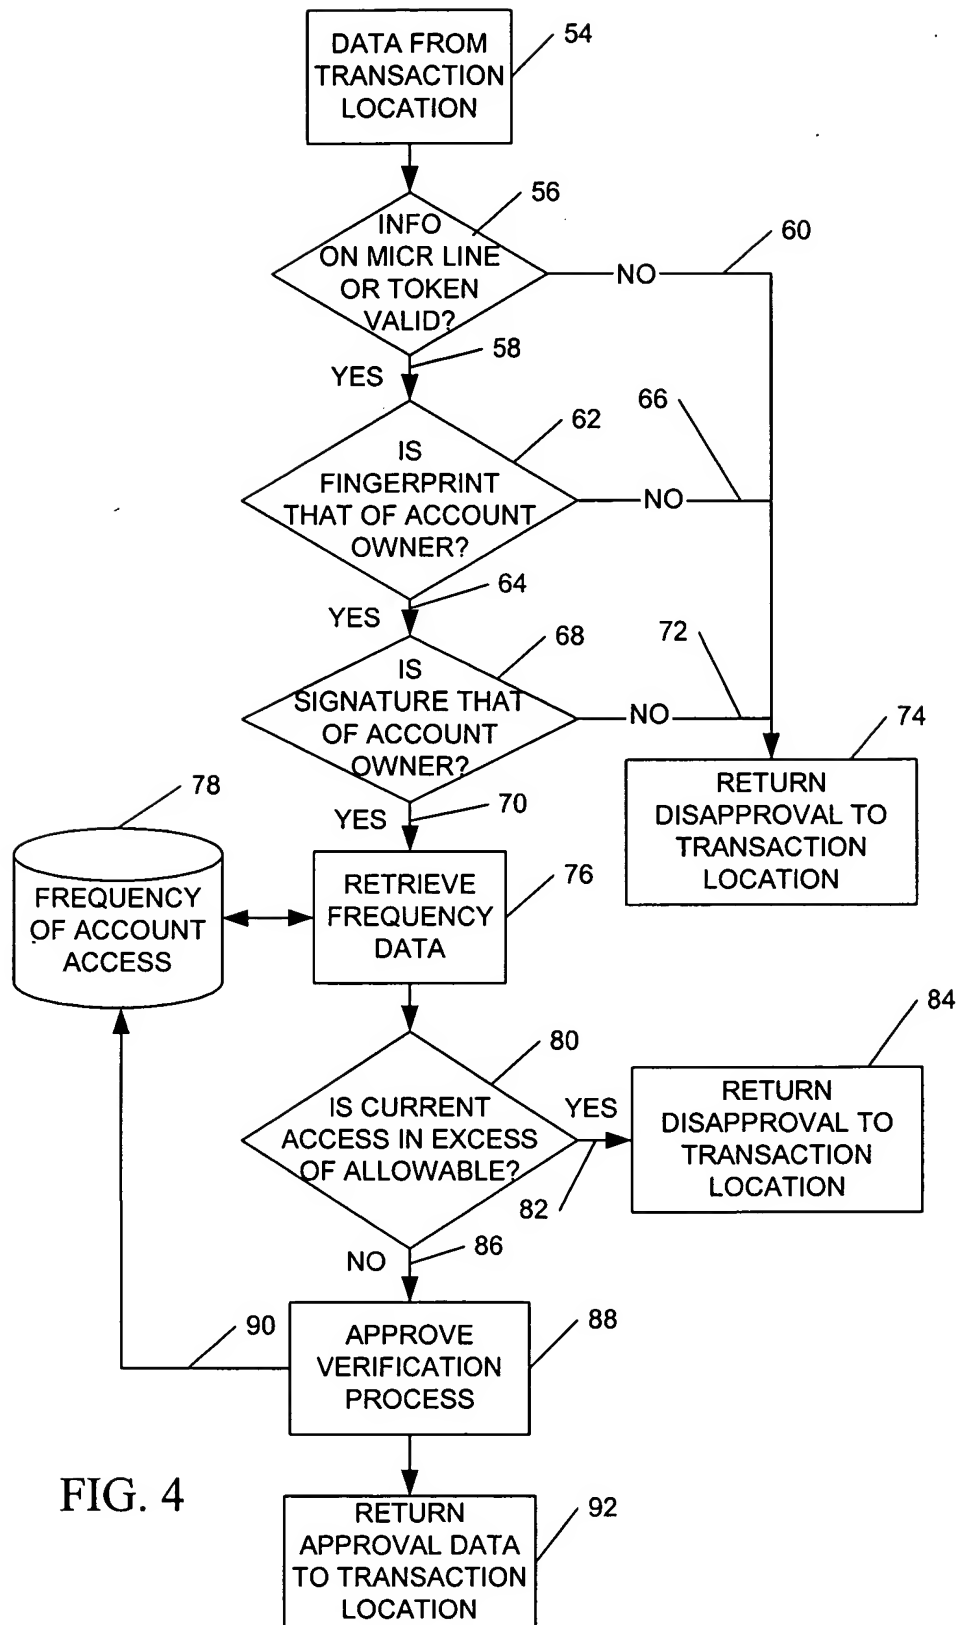 DATA FROM
TRANSACTION
LOCATION
54
INFO
ON MICR LINE
OR TOKEN
VALID?
56
NO
60
YES
58
IS
FINGERPRINT
THAT OF ACCOUNT
OWNER?
62
NO
66
YES
64
IS
SIGNATURE THAT
OF ACCOUNT
OWNER?
68
NO
72
RETURN
DISAPPROVAL TO
TRANSACTION
LOCATION
74
YES
70
FREQUENCY
OF ACCOUNT
ACCESS
78
RETRIEVE
FREQUENCY
DATA
76
IS CURRENT
ACCESS IN EXCESS
OF ALLOWABLE?
80
YES
82
RETURN
DISAPPROVAL TO
TRANSACTION
LOCATION
84
NO
86
APPROVE
VERIFICATION
PROCESS
88
90
RETURN
APPROVAL DATA
TO TRANSACTION
LOCATION
92
FIG. 4